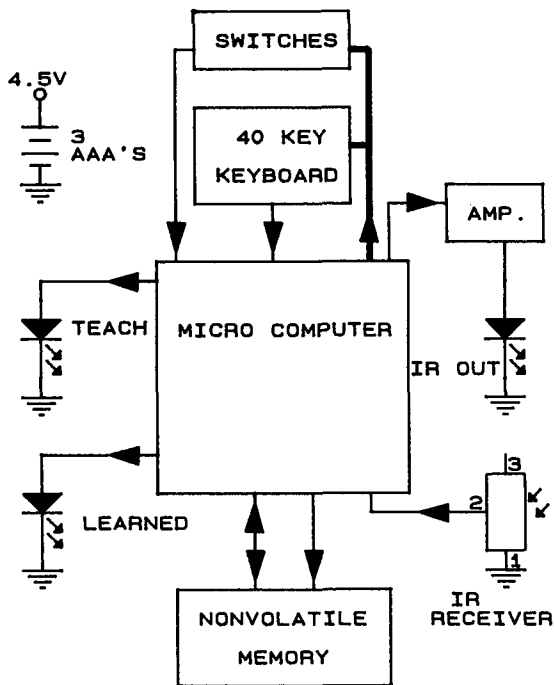 SWITCHES
4.5V
3
AAA'S
40 KEY
KEYBOARD
AMP.
TEACH
MICRO COMPUTER
IR OUT
3
2
1
LEARNED
IR
RECEIVER
NONVOLATILE
MEMORY